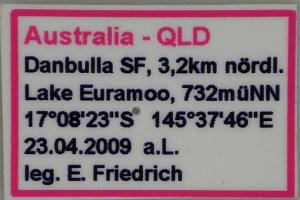 Australia - QLD
Danbulla SF, 3,2km nördl.
Lake Euramoo, 732müNN
17°08'23"S 145°37'46"E
23.04.2009 a.L.
leg. E. Friedrich